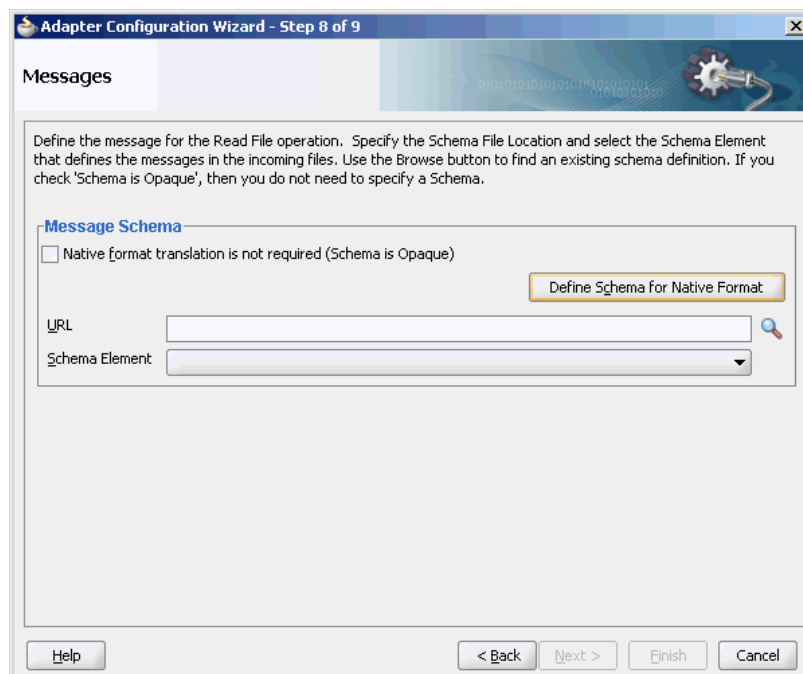 Adapter Configuration Wizard - Step 8 of 9
Messages
Define the message for the Read File operation.  Specify the Schema File Location and select the Schema Element
that defines the messages in the incoming files. Use the Browse button to find an existing schema definition. If you
check 'Schema is Opaque', then you do not need to specify a Schema.
Message Schema
Native format translation is not required (Schema is Opaque)
Define Schema for Native Format
URL
Schema Element
Help
< Back
Next >
Finish
Cancel